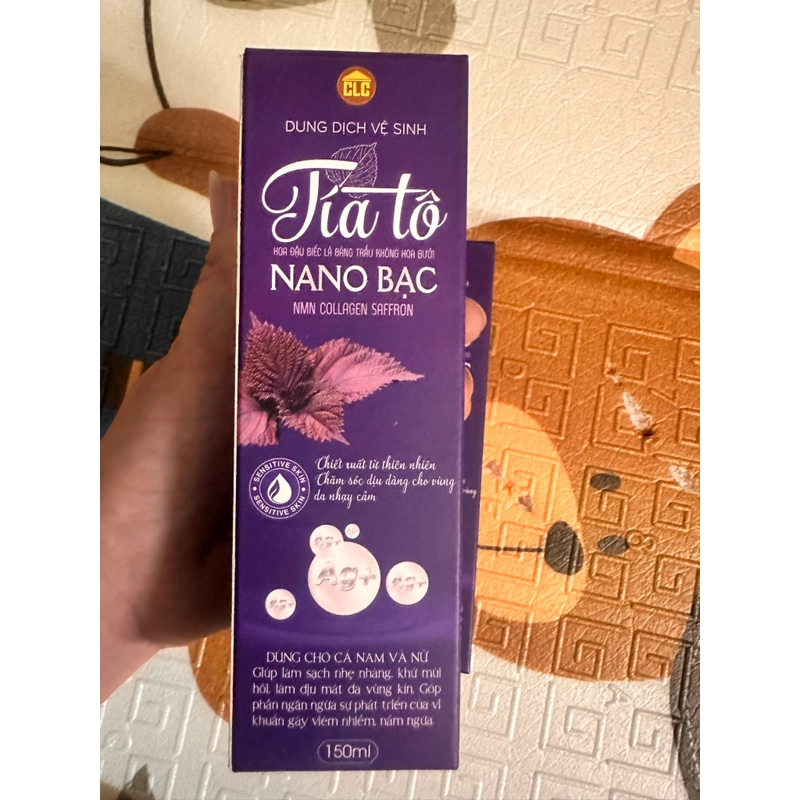 CLC
DUNG DỊCH VỆ SINH
Tía tô
HOA ĐẬU BIẾC LÁ BÀNG TRẦU KHÔNG HOA BƯỞI
NANO BẠC
NMN COLLAGEN SAFFRON
SENSITIVE SKIN
SENSITIVE SKIN
Chiết xuất từ thiên nhiên
Chăm sóc dịu dàng cho vùng
da nhạy cảm
Ag+
Ag+
Ag+
Ag+
DÙNG CHO CẢ NAM VÀ NỮ
Giúp làm sạch nhẹ nhàng, khử mùi
hôi, làm dịu mát da vùng kín. Góp
phần ngăn ngừa sự phát triển của vi
khuẩn gây viêm nhiễm, nấm ngứa.
150ml